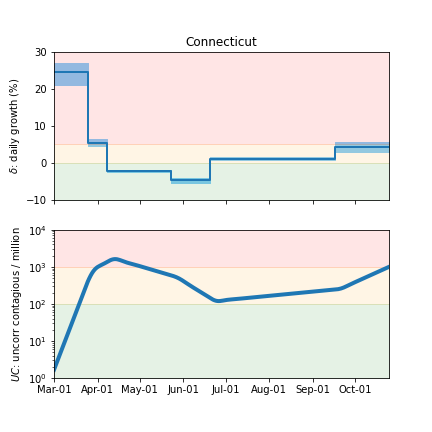 Connecticut
30
20
10
0
−10
δ: daily growth (%)
10⁴
10³
10²
10¹
10⁰
UC: uncorr contagious / million
Mar-01 Apr-01 May-01 Jun-01 Jul-01 Aug-01 Sep-01 Oct-01